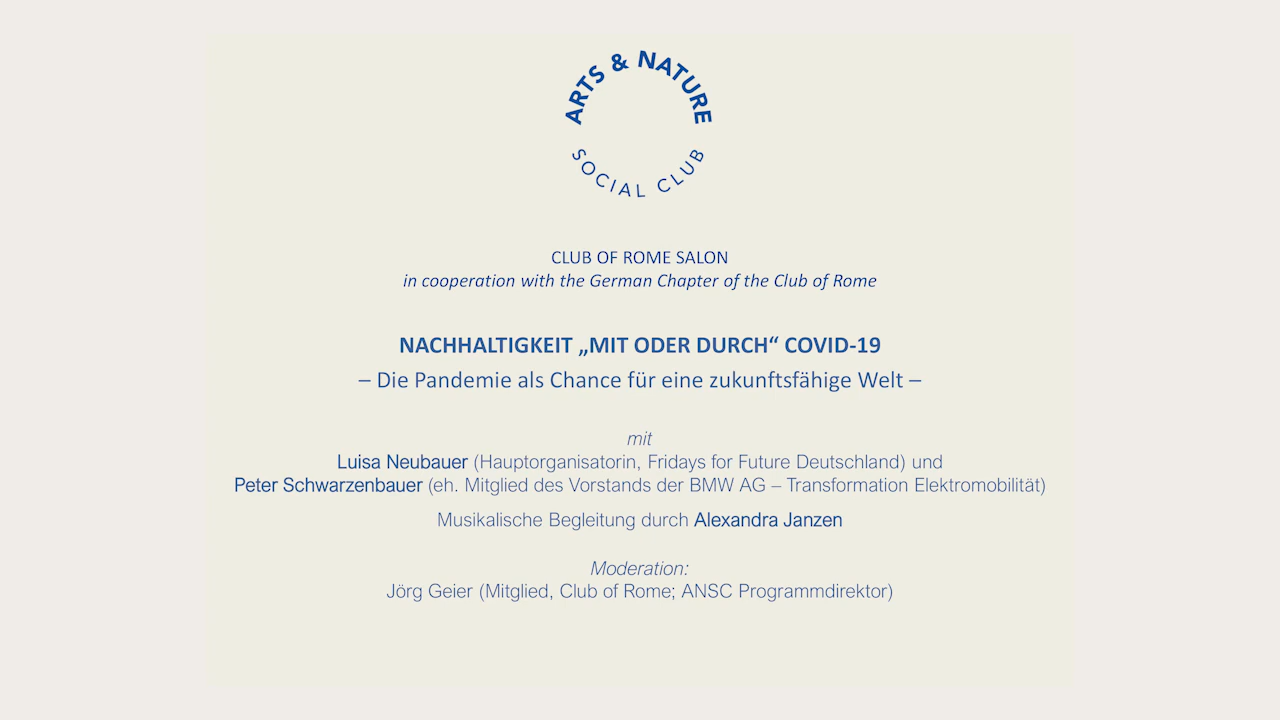 ARTS & NATURE
SOCIAL CLUB
CLUB OF ROME SALON
in cooperation with the German Chapter of the Club of Rome
NACHHALTIGKEIT „MIT ODER DURCH“ COVID-19
– Die Pandemie als Chance für eine zukunftsfähige Welt –
mit
Luisa Neubauer (Hauptorganisatorin, Fridays for Future Deutschland) und
Peter Schwarzenbauer (eh. Mitglied des Vorstands der BMW AG – Transformation Elektromobilität)
Musikalische Begleitung durch Alexandra Janzen
Moderation:
Jörg Geier (Mitglied, Club of Rome; ANSC Programmdirektor)